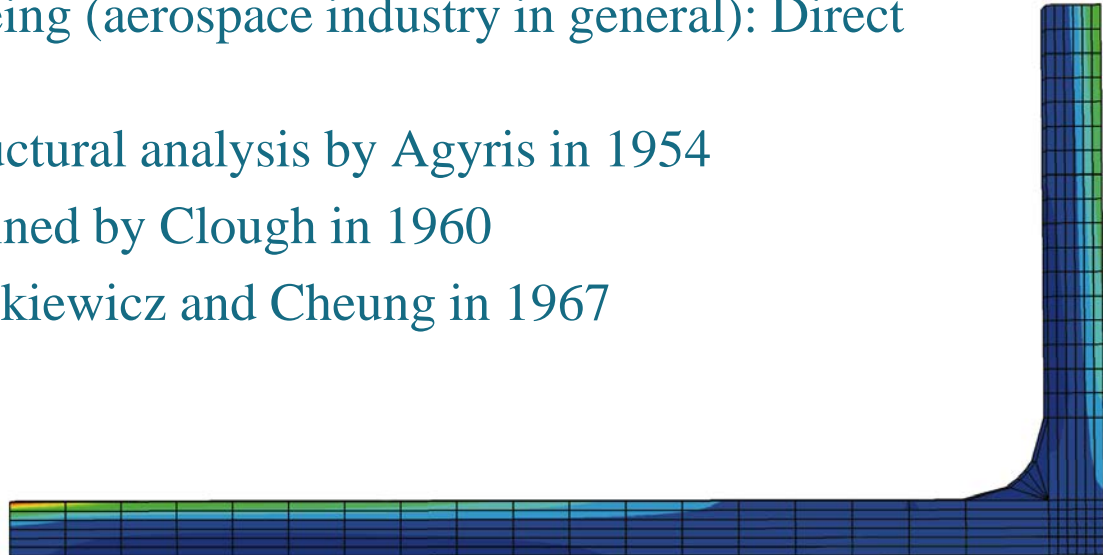 eing (aerospace industry in general): Direct
uctural analysis by Agyris in 1954
ned by Clough in 1960
kiewicz and Cheung in 1967